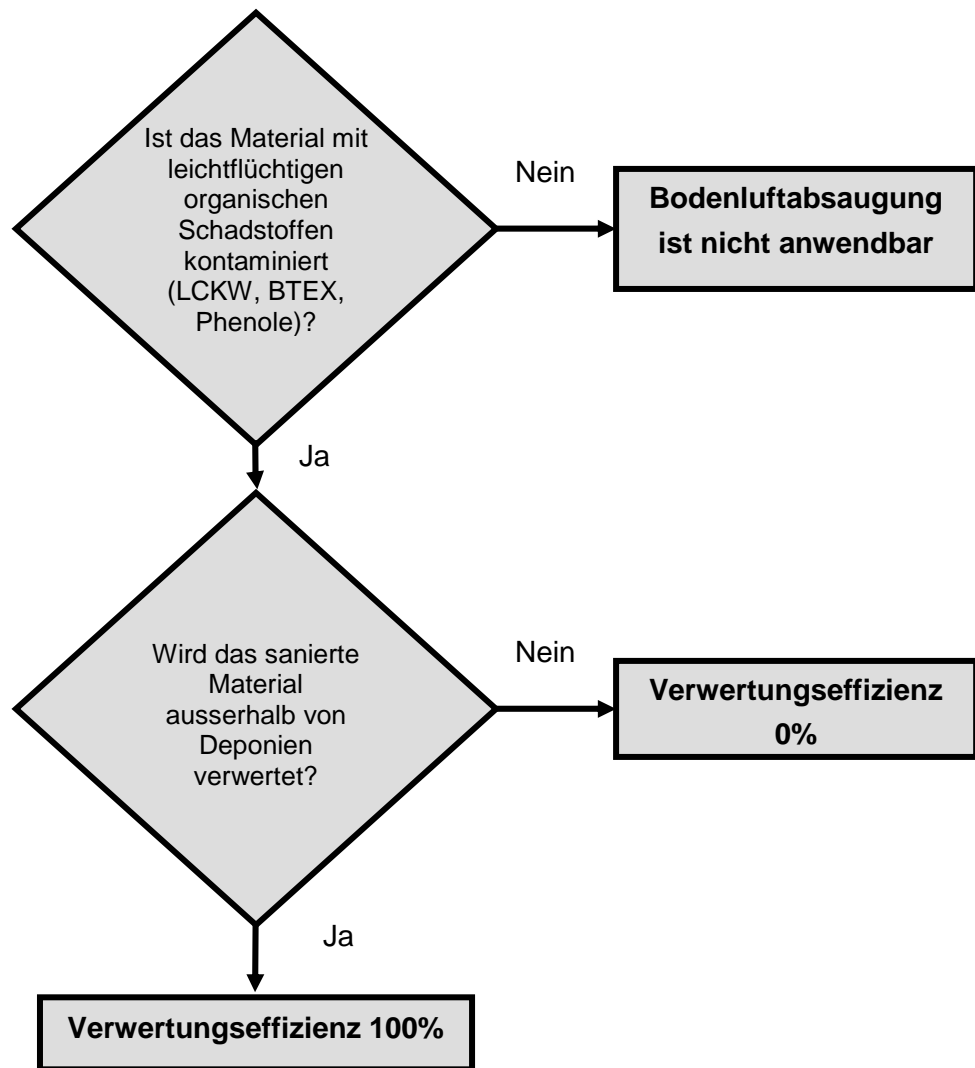 Ist das Material mit
leichtflüchtigen
organischen
Schadstoffen
kontaminiert
(LCKW, BTEX,
Phenole)?
Nein
Bodenluftabsaugung
ist nicht anwendbar
Ja
Wird das sanierte
Material
ausserhalb von
Deponien
verwertet?
Nein
Verwertungseffizienz
0%
Ja
Verwertungseffizienz 100%